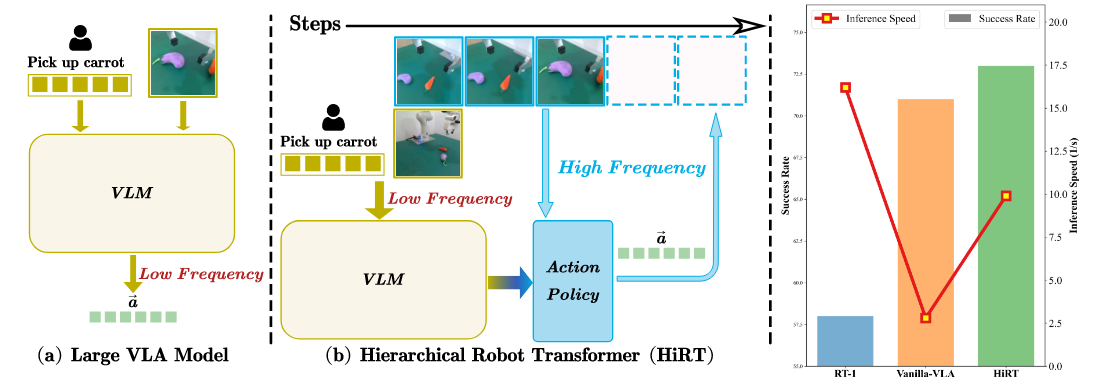 Pick up carrot
VLM
Low Frequency
a⃗
(a) Large VLA Model
Steps
Pick up carrot
Low Frequency
High Frequency
VLM
Action
Policy
a⃗
(b) Hierarchical Robot Transformer (HiRT)
Inference Speed
Success Rate
Success Rate
75.0
72.5
70.0
67.5
65.0
62.5
60.0
57.5
55.0
20.0
17.5
15.0
12.5
10.0
7.5
5.0
2.5
0.0
Inference Speed (1/s)
RT-1 Vanilla-VLA HiRT